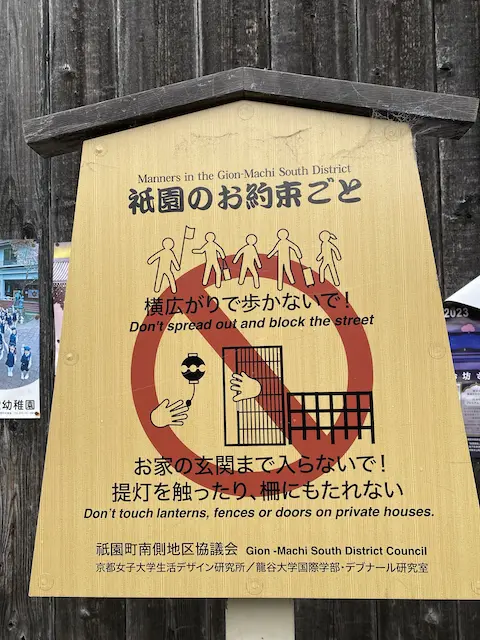 Manners in the Gion-Machi South District
祇園のお約束ごと
横広がりで歩かないで！
Don't spread out and block the street
お家の玄関まで入らないで！
提灯を触ったり、柵にもたれない
Don't touch lanterns, fences or doors on private houses.
祇園町南側地区協議会 Gion -Machi South District Council
京都女子大学生活デザイン研究所／龍谷大学国際学部・デブナール研究室
幼稚園
2023